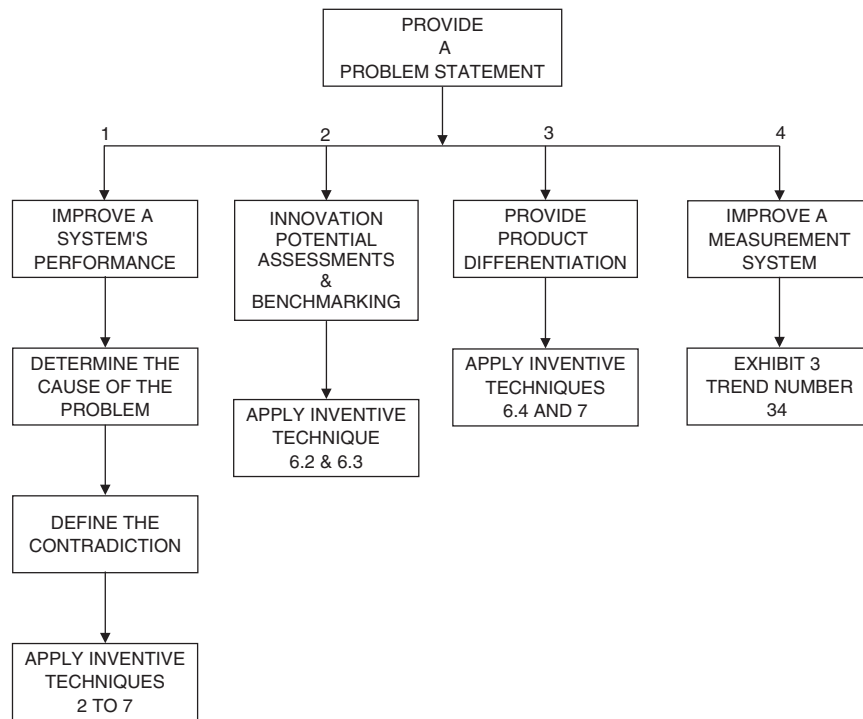 PROVIDE
A
PROBLEM STATEMENT
1
2
3
4
IMPROVE A
SYSTEM'S
PERFORMANCE
INNOVATION
POTENTIAL
ASSESSMENTS
&
BENCHMARKING
PROVIDE
PRODUCT
DIFFERENTIATION
IMPROVE A
MEASUREMENT
SYSTEM
DETERMINE THE
CAUSE OF THE
PROBLEM
APPLY INVENTIVE
TECHNIQUE
6.2 & 6.3
APPLY INVENTIVE
TECHNIQUES
6.4 AND 7
EXHIBIT 3
TREND NUMBER
34
DEFINE THE
CONTRADICTION
APPLY INVENTIVE
TECHNIQUES
2 TO 7